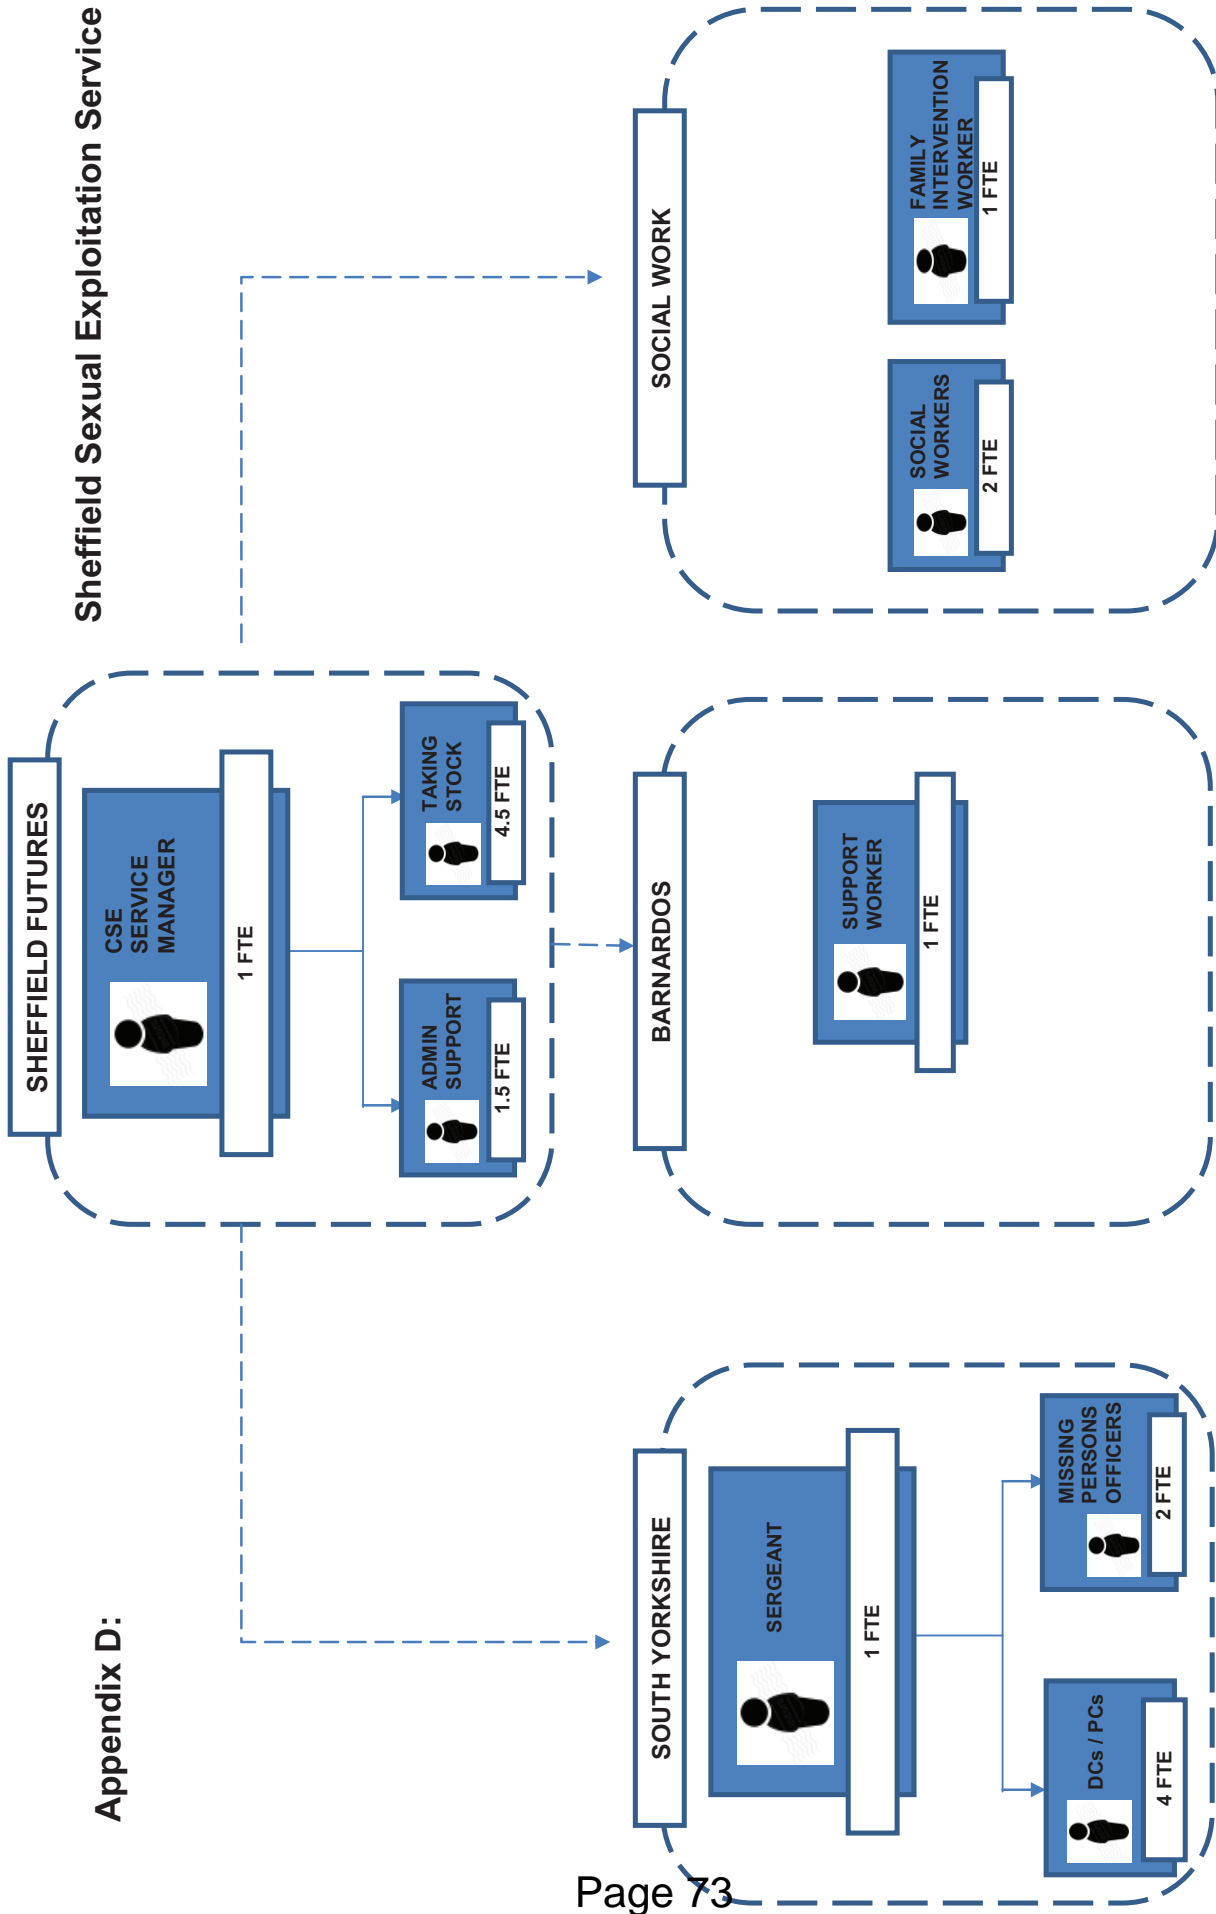 Appendix D:
Sheffield Sexual Exploitation Service
SHEFFIELD FUTURES
CSE
SERVICE
MANAGER
1 FTE
ADMIN
SUPPORT
1.5 FTE
TAKING
STOCK
4.5 FTE
SOUTH YORKSHIRE
SERGEANT
1 FTE
DCs / PCs
4 FTE
MISSING
PERSONS
OFFICERS
2 FTE
BARNARDOS
SUPPORT
WORKER
1 FTE
SOCIAL WORK
SOCIAL
WORKERS
2 FTE
FAMILY
INTERVENTION
WORKER
1 FTE
Page 73